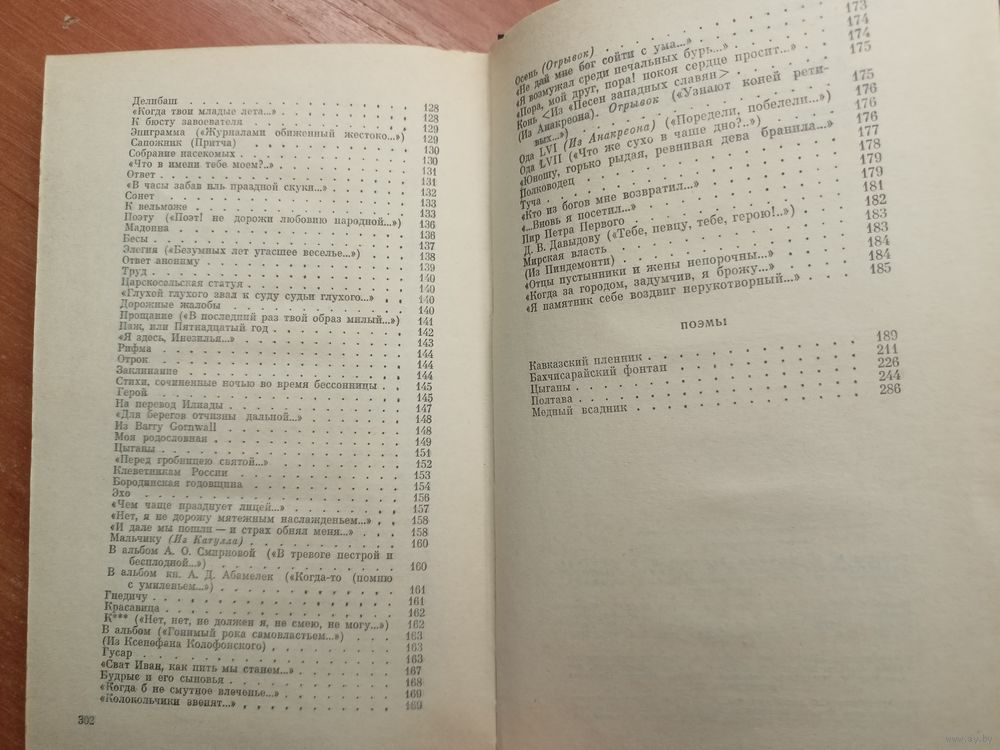 Делибаш 128
«Когда твои младые лета...» 128
К бюсту завоевателя 129
Эпиграмма («Журналами обиженный жестоко...») 129
Сапожник (Притча) 130
Собрание насекомых 130
«Что в имени тебе моем?..» 131
Ответ 131
«В часы забав иль праздной скуки...» 132
Сонет 133
К вельможе 133
Поэту («Поэт! не дорожи любовию народной...») 136
Мадонна 136
Бесы 137
Элегия («Безумных лет угасшее веселье...») 138
Ответ анониму 139
Труд 140
Царскосельская статуя 140
«Глухой глухого звал к суду судьи глухого...» 140
Дорожные жалобы 140
Прощание («В последний раз твой образ милый...») 141
Паж, или Пятнадцатый год 142
«Я здесь, Инезилья...» 143
Рифма 144
Отрок 144
Заклинание 144
Стихи, сочиненные ночью во время бессонницы 145
Герой 145
На перевод Илиады 147
«Для берегов отчизны дальной...» 148
Из Barry Gornwall 148
Моя родословная 149
Цыганы 151
«Перед гробницею святой...» 152
Клеветникам России 153
Бородинская годовщина 154
Эхо 156
«Чем чаще празднует лицей...» 157
«Нет, я не дорожу мятежным наслажденьем...» 158
«И дале мы пошли — и страх обнял меня...» 158
Мальчику (Из Катулла) 160
В альбом А. О. Смирновой («В тревоге пестрой и
бесплодной...») 160
В альбом кн. А. Д. Абамелек («Когда-то (помню
с умиленьем...») 161
Гнедичу 161
Красавица 162
К*** («Нет, нет, не должен я, не смею, не могу...») 162
В альбом («Гонимый рока самовластьем...») 163
(Из Ксенофана Колофонского) 163
Гусар 163
«Сват Иван, как пить мы станем...» 167
Будрыс и его сыновья 168
«Когда б не смутное влеченье...» 169
«Колокольчики звенят...» 169
302
Осень (Отрывок)
«Не дай мне бог сойти с ума...» 173
«Я возмужал среди печальных бурь...» 174
«Пора, мой друг, пора! покоя сердце просит...» 174
Конь <Из «Песен западных славян»> 175
(Из Анакреона). Отрывок («Узнают коней рети-
вых...») 175
Ода LVI (Из Анакреона) («Поредели, побелели...») 176
Ода LVII («Что же сухо в чаше дно?..») 176
«Юношу, горько рыдая, ревнивая дева бранила...» 176
Полководец 177
Туча 178
«Кто из богов мне возвратил...» 179
«...Вновь я посетил...» 179
Пир Петра Первого 181
Д. В. Давыдову («Тебе, певцу, тебе, герою!..») 182
Мирская власть 183
(Из Пиндемонти) 183
«Отцы пустынники и жены непорочны...» 184
«Когда за городом, задумчив, я брожу...» 184
«Я памятник себе воздвиг нерукотворный...» 185
ПОЭМЫ
Кавказский пленник 189
Бахчисарайский фонтан 211
Цыганы 226
Полтава 244
Медный всадник 286
www.ay.by